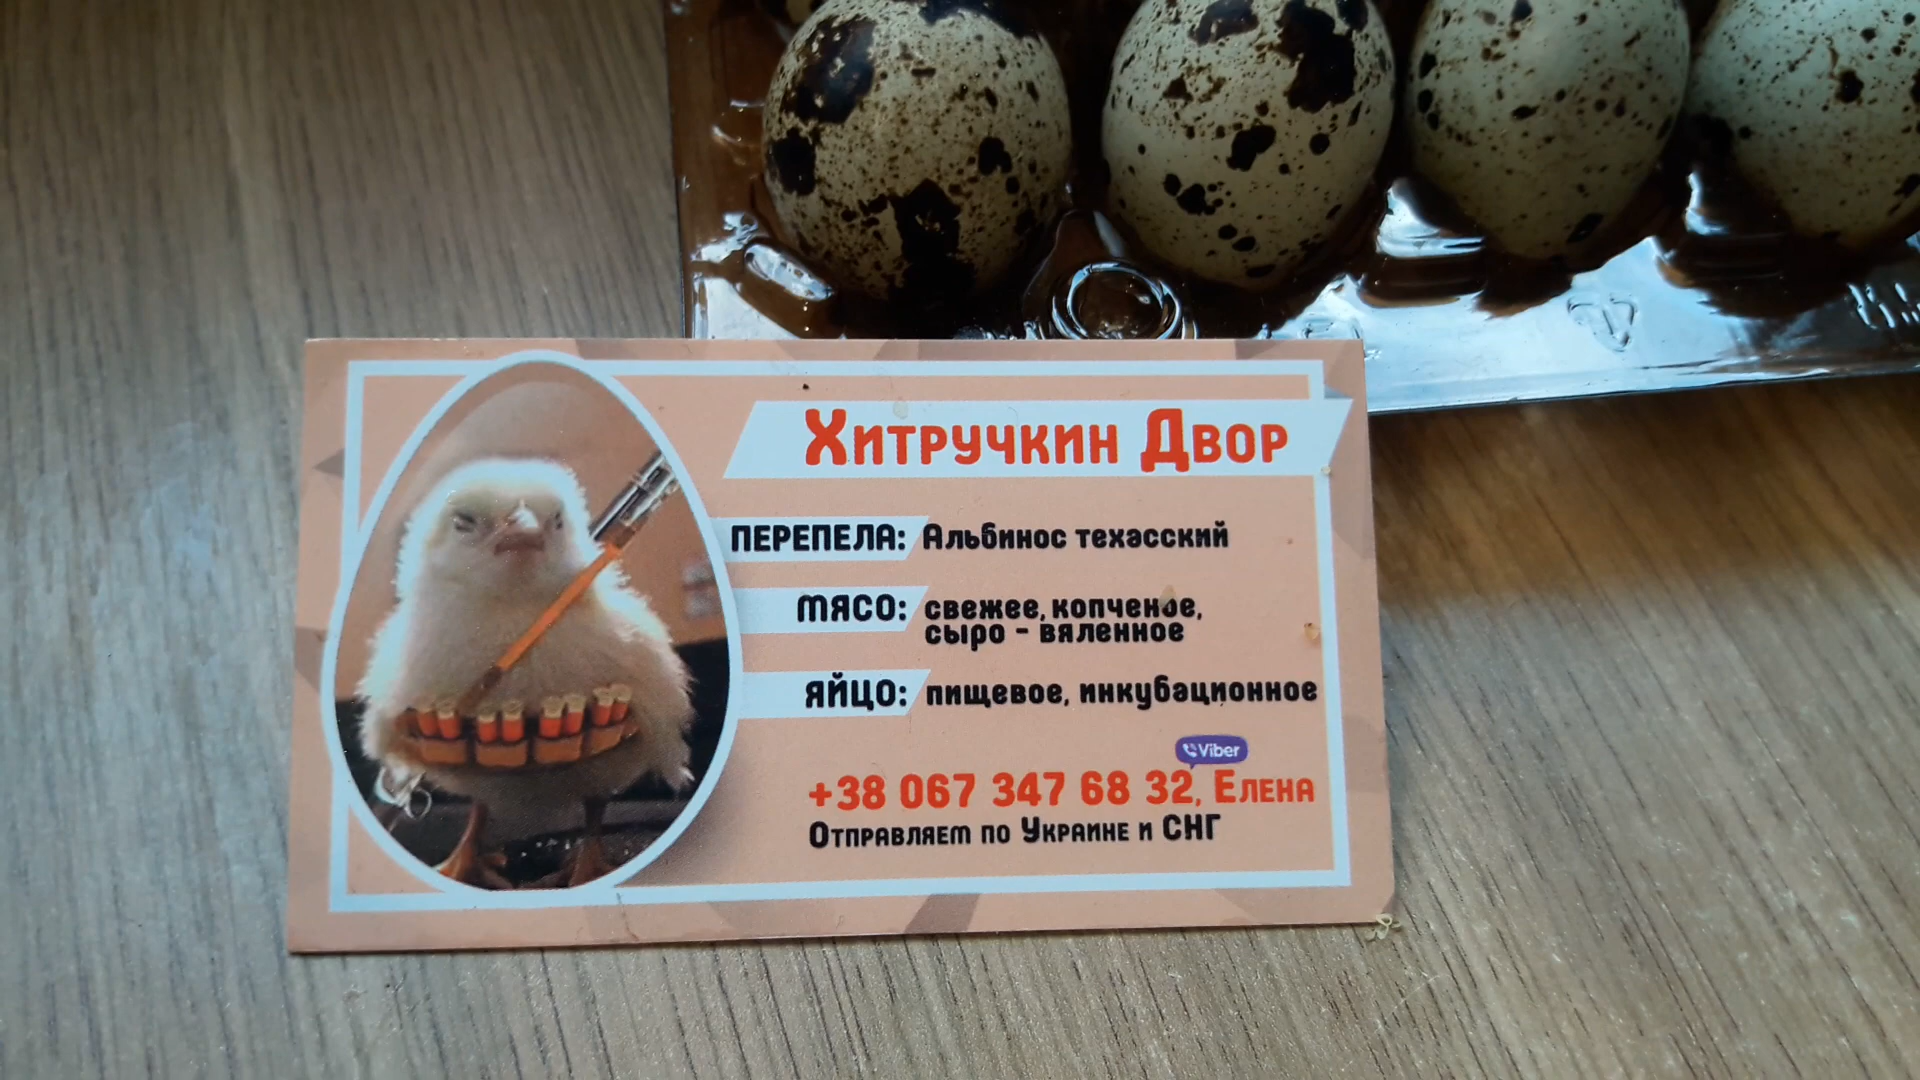 Хитручкин Двор
ПЕРЕПЕЛА: Альбинос техасский
МЯСО: свежее, копченое,
сыро - вяленное
ЯЙЦО: пищевое, инкубационное
Viber
+38 067 347 68 32, Елена
Отправляем по Украине и СНГ